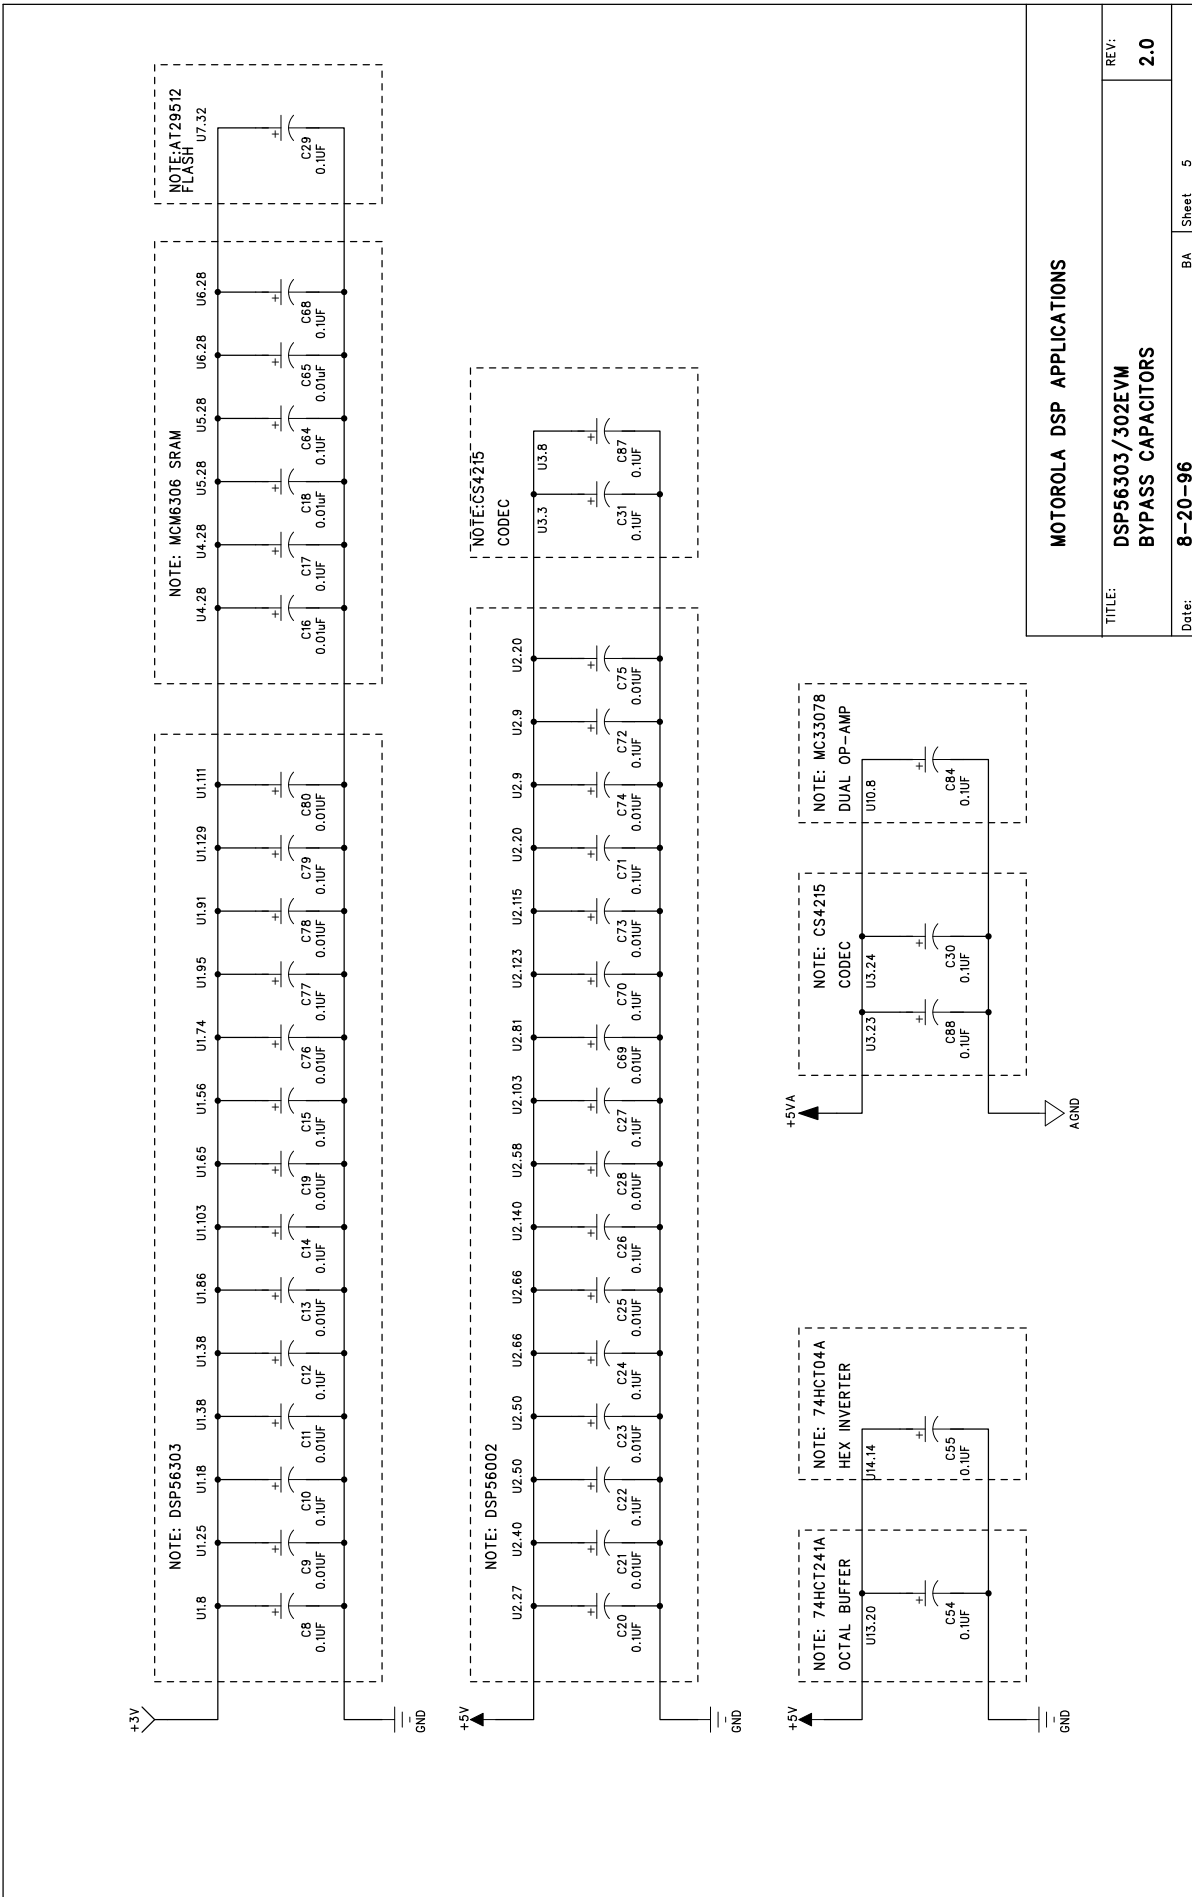 +3V
NOTE: DSP56303
U1.8
U1.25
U1.18
U1.38
U1.38
U1.86
U1.103
U1.65
U1.56
U1.74
U1.95
U1.91
U1.129
U1.111
C8
0.1UF
C9
0.01UF
C10
0.1UF
C11
0.01UF
C12
0.1UF
C13
0.01UF
C14
0.1UF
C19
0.01UF
C15
0.1UF
C76
0.01UF
C77
0.1UF
C78
0.01UF
C79
0.1UF
C80
0.01UF
GND
NOTE: MCM6306 SRAM
U4.28
U4.28
U5.28
U5.28
U6.28
U6.28
C16
0.01uF
C17
0.1UF
C18
0.01uF
C64
0.1UF
C65
0.01uF
C68
0.1UF
NOTE:AT29512
FLASH
U7.32
C29
0.1UF
+5V
NOTE: DSP56002
U2.27
U2.40
U2.50
U2.50
U2.66
U2.66
U2.140
U2.58
U2.103
U2.81
U2.123
U2.115
U2.20
U2.9
U2.9
U2.20
C20
0.1UF
C21
0.01UF
C22
0.1UF
C23
0.01UF
C24
0.1UF
C25
0.01UF
C26
0.1UF
C28
0.01UF
C27
0.1UF
C69
0.01UF
C70
0.1UF
C73
0.01UF
C71
0.1UF
C74
0.01UF
C72
0.1UF
C75
0.01UF
GND
NOTE:CS4215
CODEC
U3.3
U3.8
C31
0.1UF
C87
0.1UF
+5V
NOTE: 74HCT241A
OCTAL BUFFER
U13.20
C54
0.1UF
GND
NOTE: 74HCT04A
HEX INVERTER
U14.14
C55
0.1UF
+5VA
NOTE: CS4215
CODEC
U3.23
U3.24
C88
0.1UF
C30
0.1UF
AGND
NOTE: MC33078
DUAL OP-AMP
U10.8
C84
0.1UF
MOTOROLA DSP APPLICATIONS
TITLE:
DSP56303/302EVM
BYPASS CAPACITORS
REV:
2.0
Date:
8-20-96
BA
Sheet 5